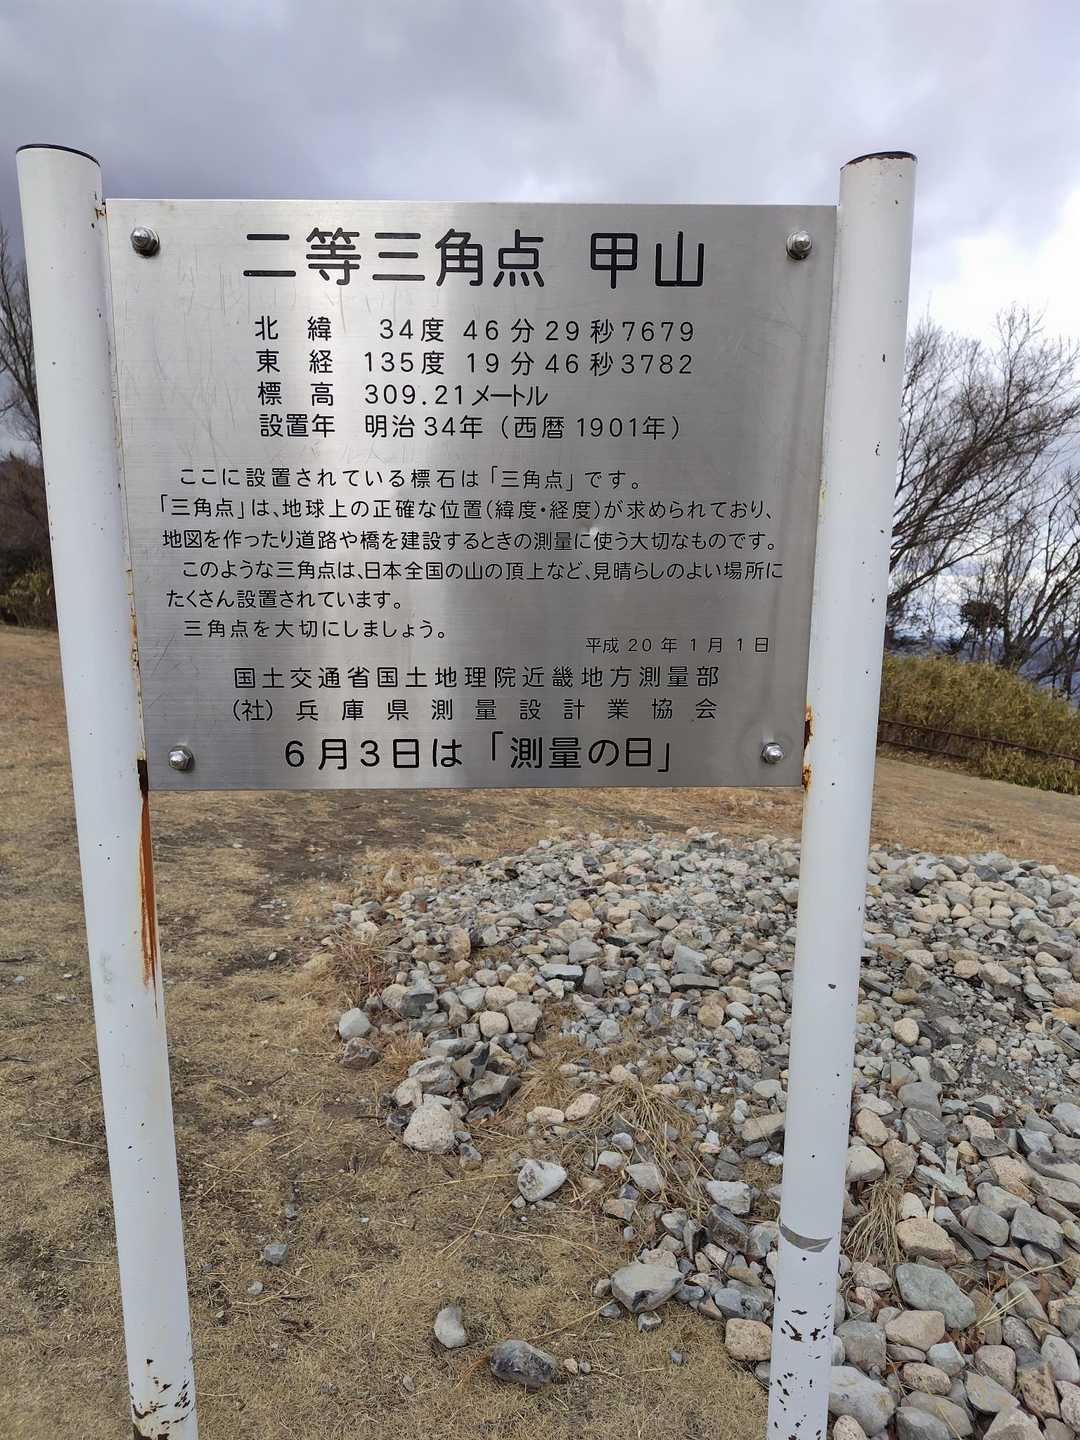 二等三角点 甲山
北緯 34度 46分29秒7679
東経 135度 19分46秒3782
標高 309.21メートル
設置年 明治34年（西暦1901年）
ここに設置されている標石は「三角点」です。
「三角点」は、地球上の正確な位置（緯度・経度）が求められており、
地図を作ったり道路や橋を建設するときの測量に使う大切なものです。
このような三角点は、日本全国の山の頂上など、見晴らしのよい場所に
たくさん設置されています。
三角点を大切にしましょう。
平成20年1月1日
国土交通省国土地理院近畿地方測量部
（社）兵庫県測量設計業協会
6月3日は「測量の日」